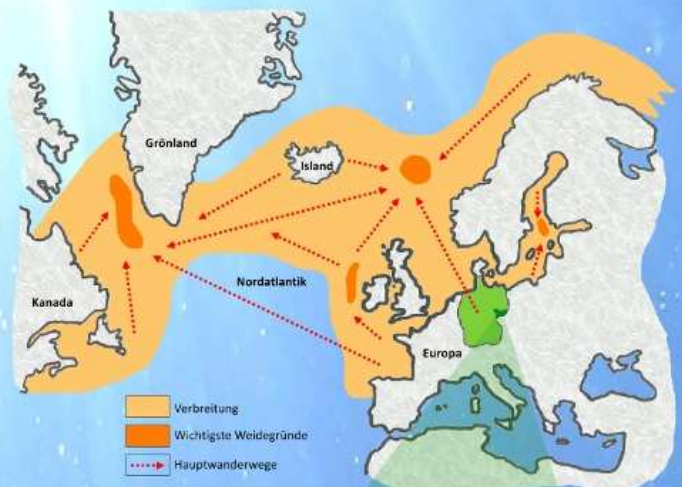 Grönland
Island
Nordatlantik
Kanada
Europa
Verbreitung
Wichtigste Weidegründe
Hauptwanderwege